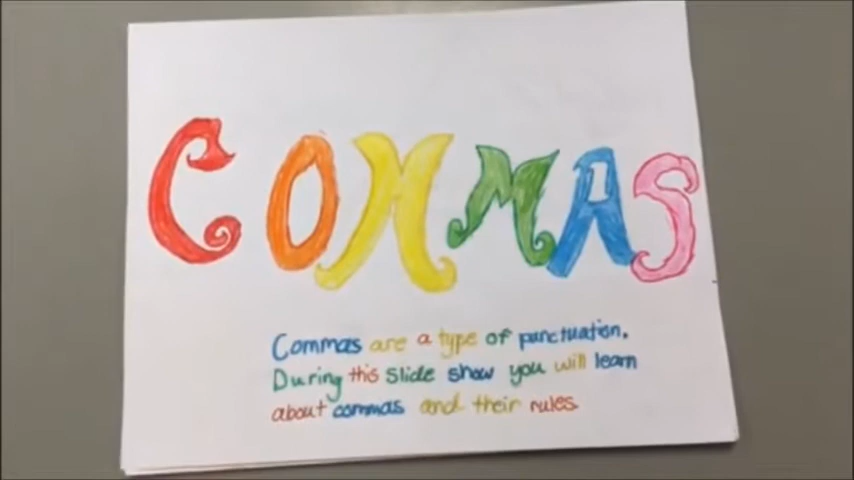 COMMAS
Commas are a type of punctuation.
During this slide show you will learn
about commas and their rules.